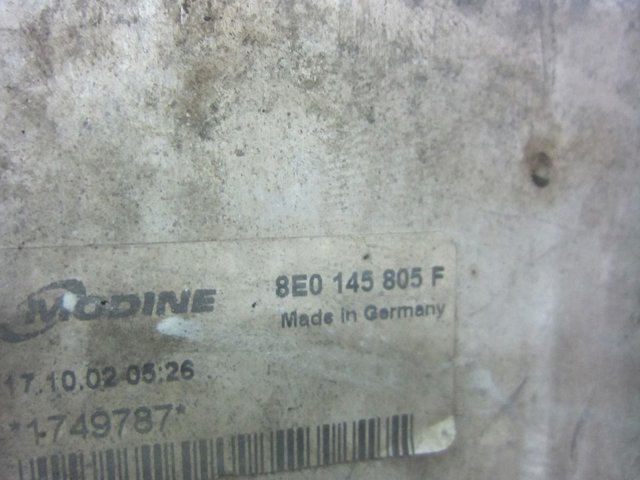 MODINE
8E0 145 805 F
Made in Germany
17.10.02 05:26
*1749787*